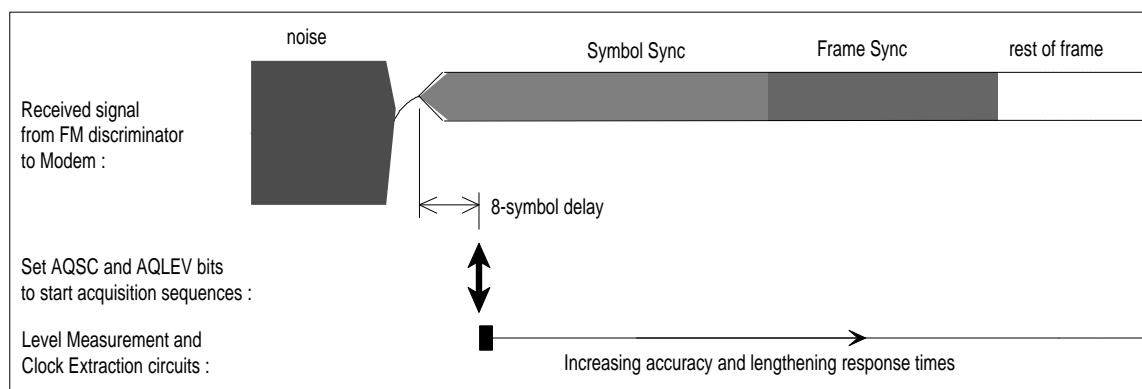 noise
Symbol Sync
Frame Sync
rest of frame
Received signal
from FM discriminator
to Modem :
8-symbol delay
Set AQSC and AQLEV bits
to start acquisition sequences :
Level Measurement and
Clock Extraction circuits :
Increasing accuracy and lengthening response times